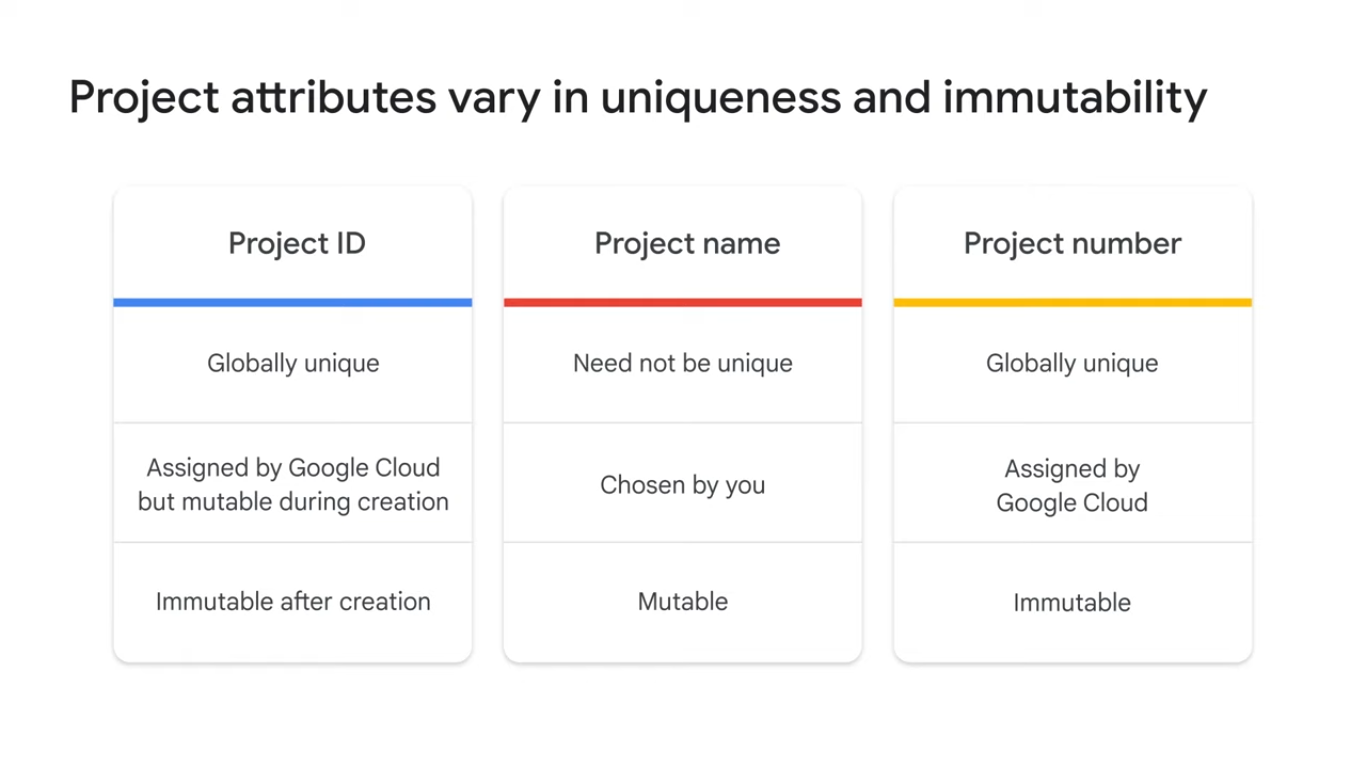 Project attributes vary in uniqueness and immutability
Project ID
Globally unique
Assigned by Google Cloud
but mutable during creation
Immutable after creation
Project name
Need not be unique
Chosen by you
Mutable
Project number
Globally unique
Assigned by
Google Cloud
Immutable